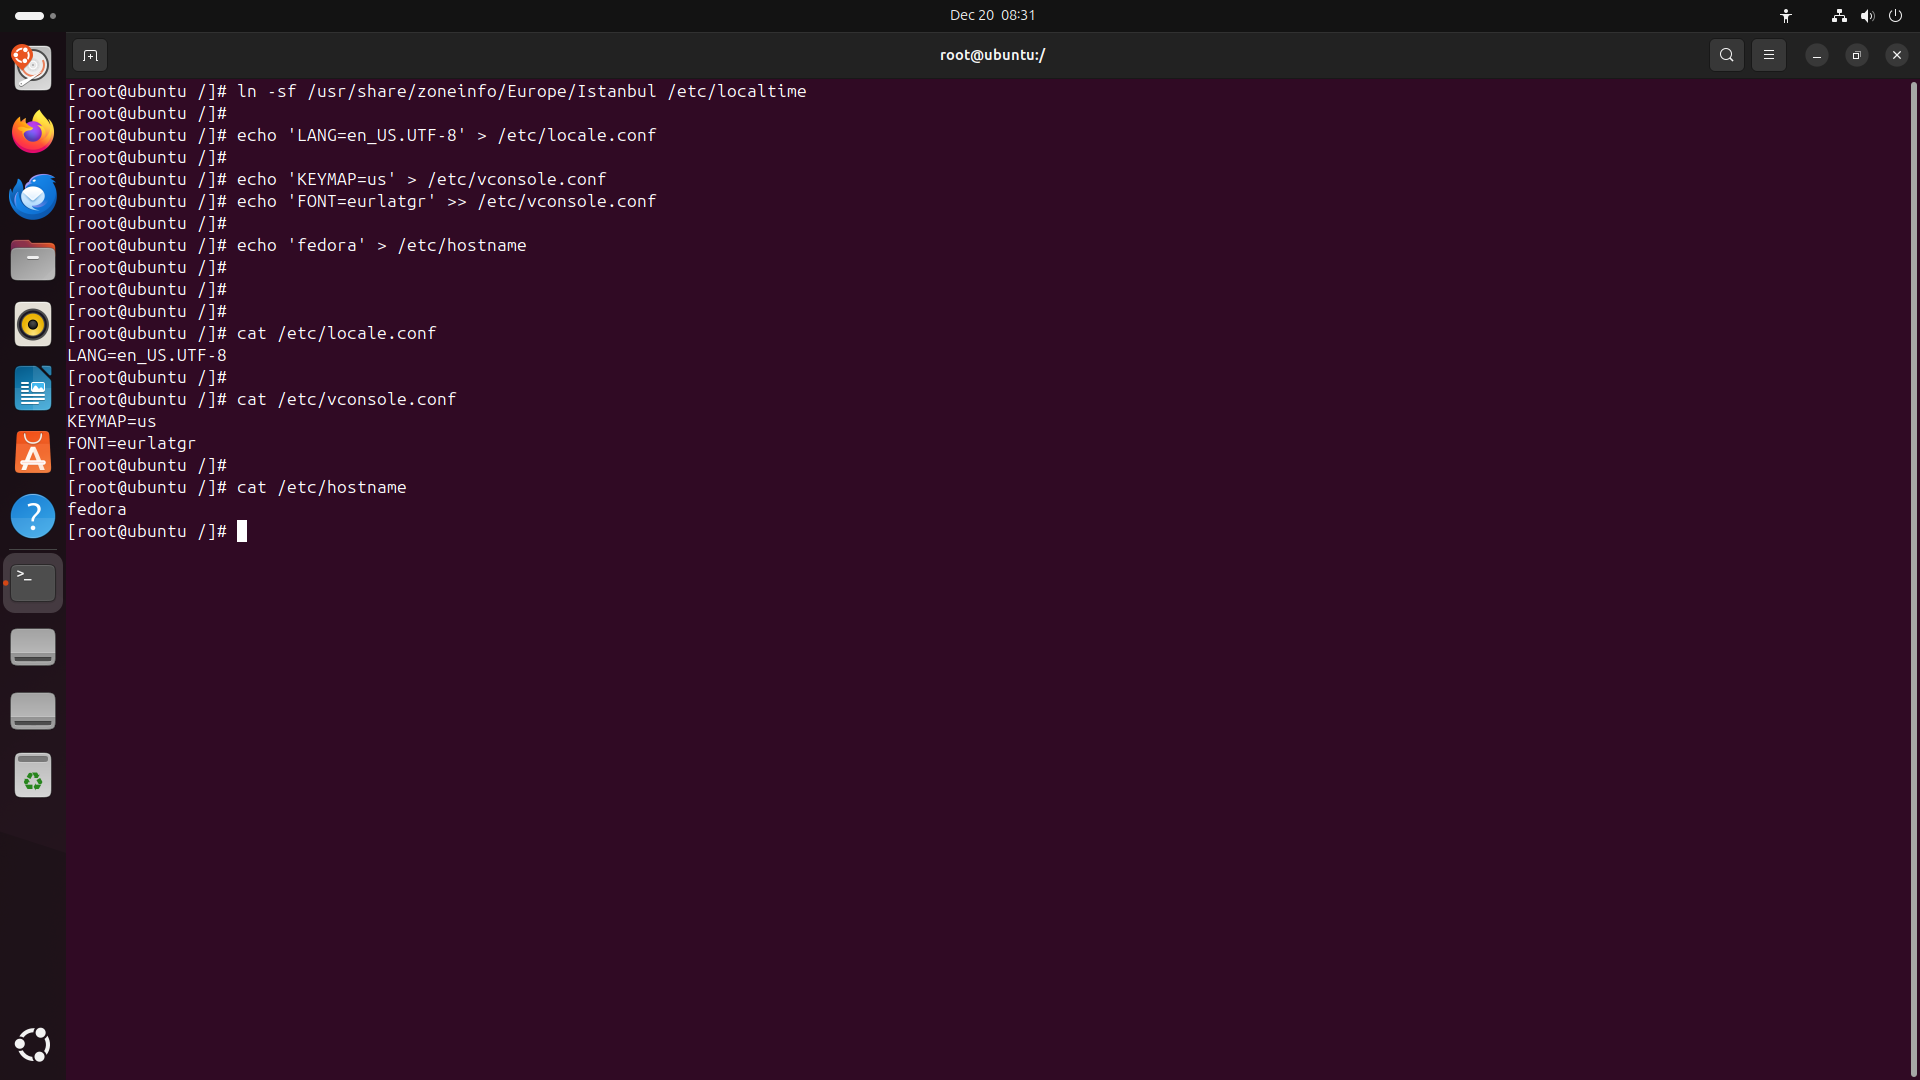 Dec 20 08:31
root@ubuntu:/
[root@ubuntu /]# ln -sf /usr/share/zoneinfo/Europe/Istanbul /etc/localtime
[root@ubuntu /]#
[root@ubuntu /]# echo 'LANG=en_US.UTF-8' > /etc/locale.conf
[root@ubuntu /]#
[root@ubuntu /]# echo 'KEYMAP=us' > /etc/vconsole.conf
[root@ubuntu /]# echo 'FONT=eurlatgr' >> /etc/vconsole.conf
[root@ubuntu /]#
[root@ubuntu /]# echo 'fedora' > /etc/hostname
[root@ubuntu /]#
[root@ubuntu /]#
[root@ubuntu /]#
[root@ubuntu /]# cat /etc/locale.conf
LANG=en_US.UTF-8
[root@ubuntu /]#
[root@ubuntu /]# cat /etc/vconsole.conf
KEYMAP=us
FONT=eurlatgr
[root@ubuntu /]#
[root@ubuntu /]# cat /etc/hostname
fedora
[root@ubuntu /]#